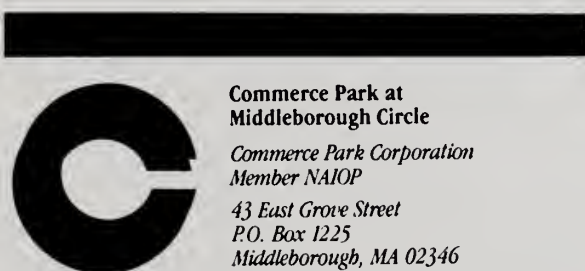 Commerce Park at
Middleborough Circle
Commerce Park Corporation
Member NAIOP
43 East Grove Street
P.O. Box 1225
Middleborough, MA 02346